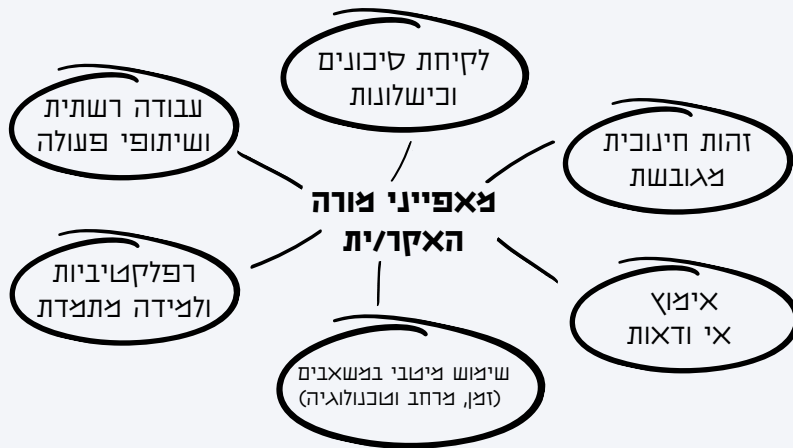 לקיחת סיכונים
וכישלונות
עבודה רשתית
ושיתופי פעולה
זהות חינוכית
מגובשת
מאפייני מורה
האקר/ית
רפלקטיביות
ולמידה מתמדת
אימוץ
אי ודאות
שימוש מיטבי במשאבים
(זמן, מרחב וטכנולוגיה)